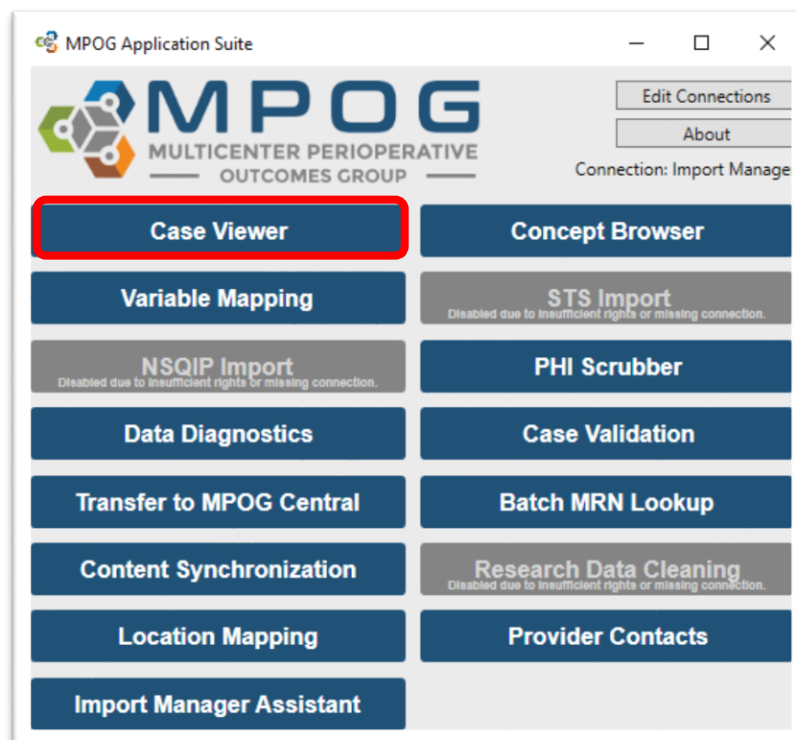 MPOG Application Suite
MPOG
MULTICENTER PERIOPERATIVE
OUTCOMES GROUP
Edit Connections
About
Connection: Import Manage
Case Viewer
Concept Browser
Variable Mapping
STS Import
Disabled due to insufficient rights or missing connection.
NSQIP Import
Disabled due to insufficient rights or missing connection.
PHI Scrubber
Data Diagnostics
Case Validation
Transfer to MPOG Central
Batch MRN Lookup
Content Synchronization
Research Data Cleaning
Disabled due to insufficient rights or missing connection.
Location Mapping
Provider Contacts
Import Manager Assistant